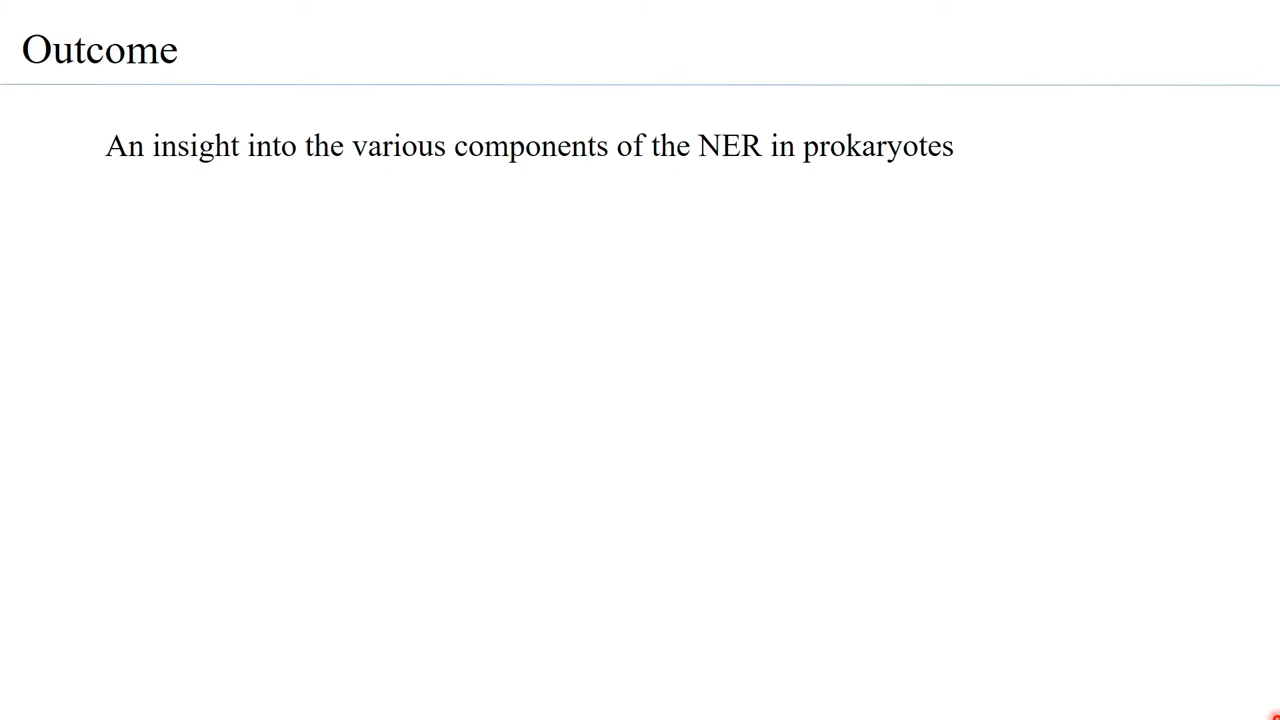 Outcome
An insight into the various components of the NER in prokaryotes